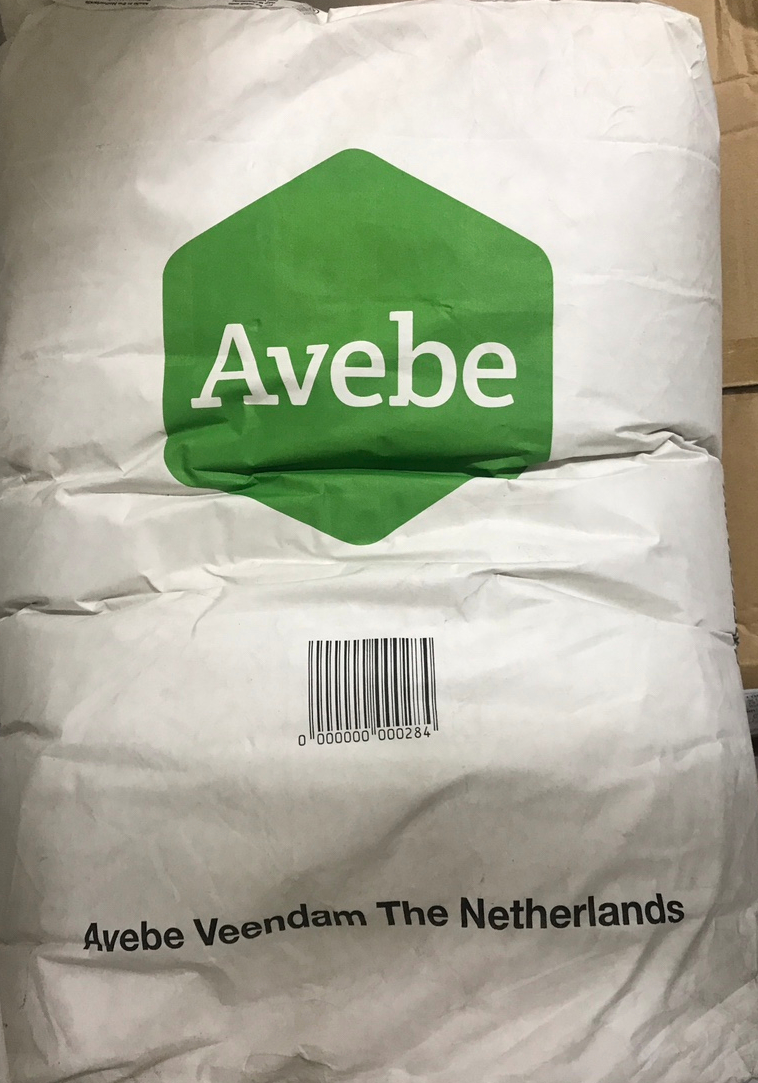 Avebe
0 000000 000284
Avebe Veendam The Netherlands